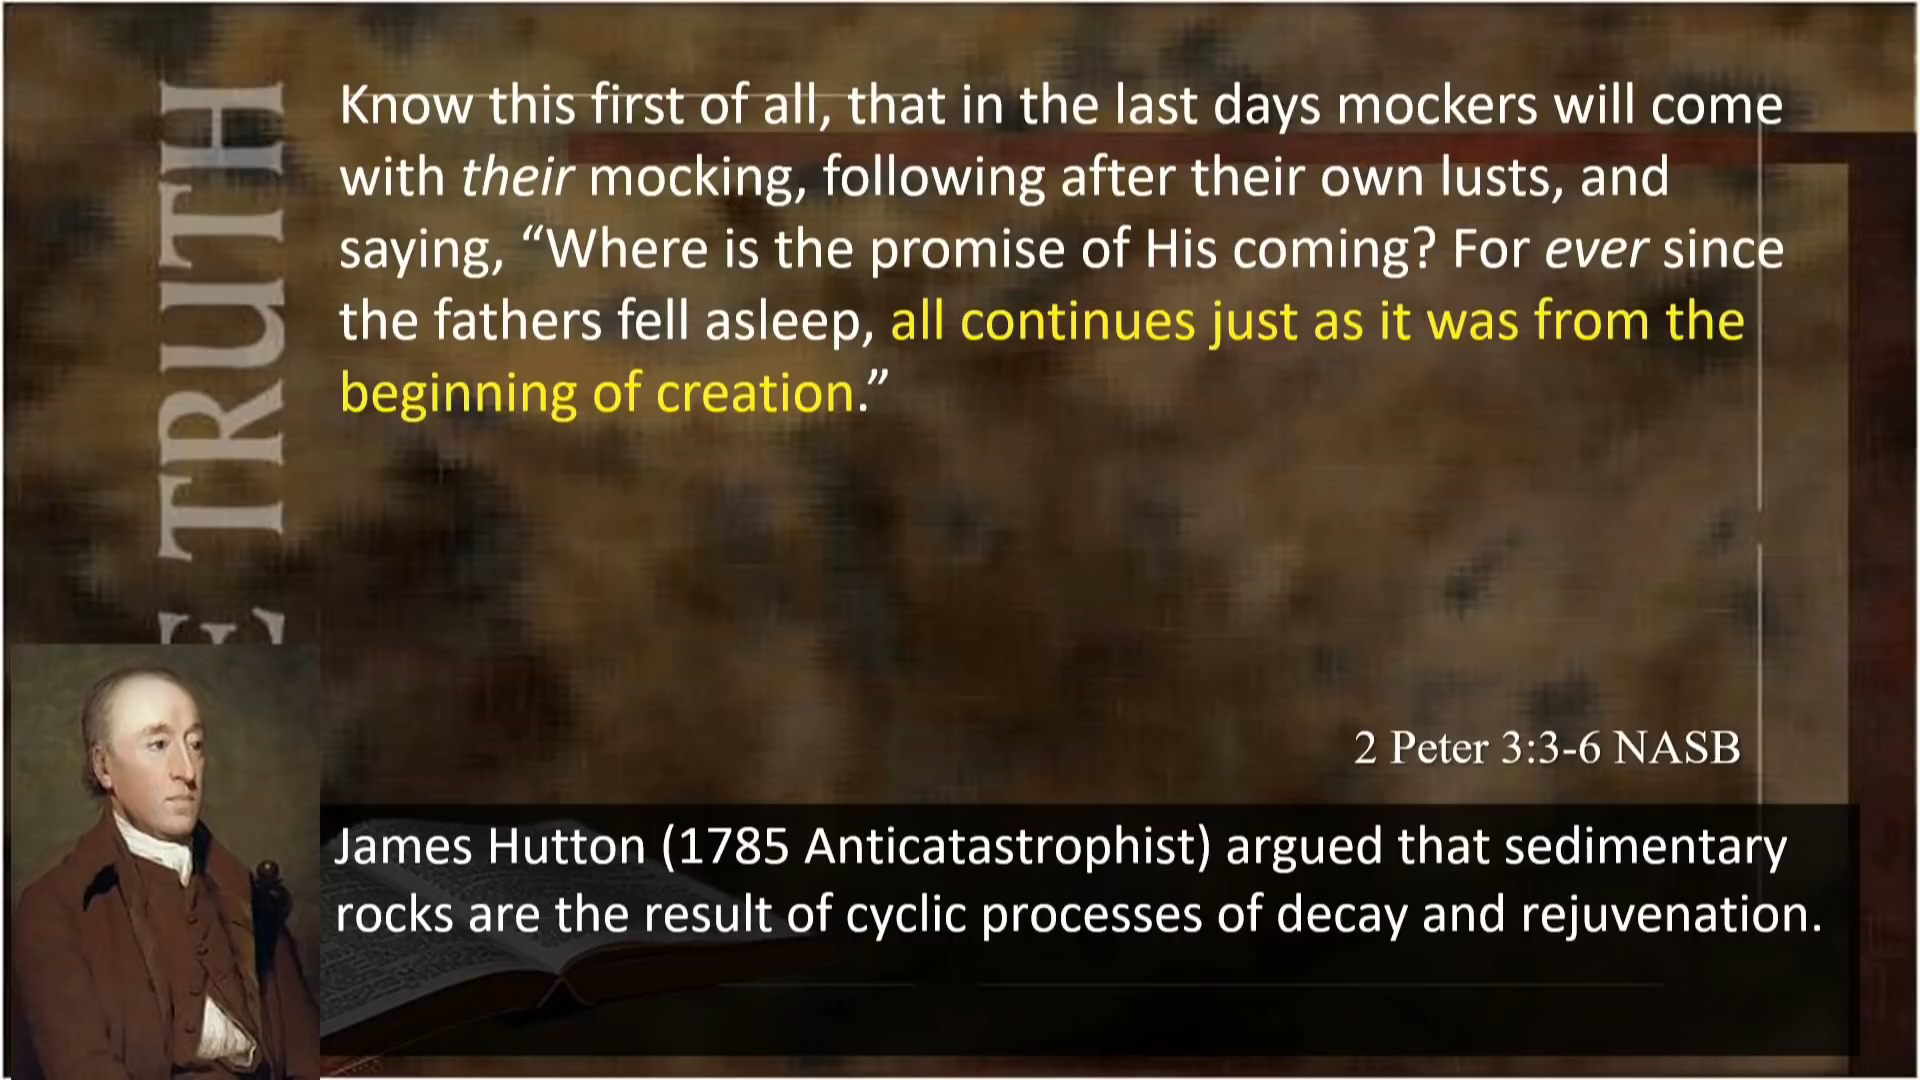 E TRUTH
Know this first of all, that in the last days mockers will come
with their mocking, following after their own lusts, and
saying, “Where is the promise of His coming? For ever since
the fathers fell asleep, all continues just as it was from the
beginning of creation.”
2 Peter 3:3-6 NASB
James Hutton (1785 Anticatastrophist) argued that sedimentary
rocks are the result of cyclic processes of decay and rejuvenation.